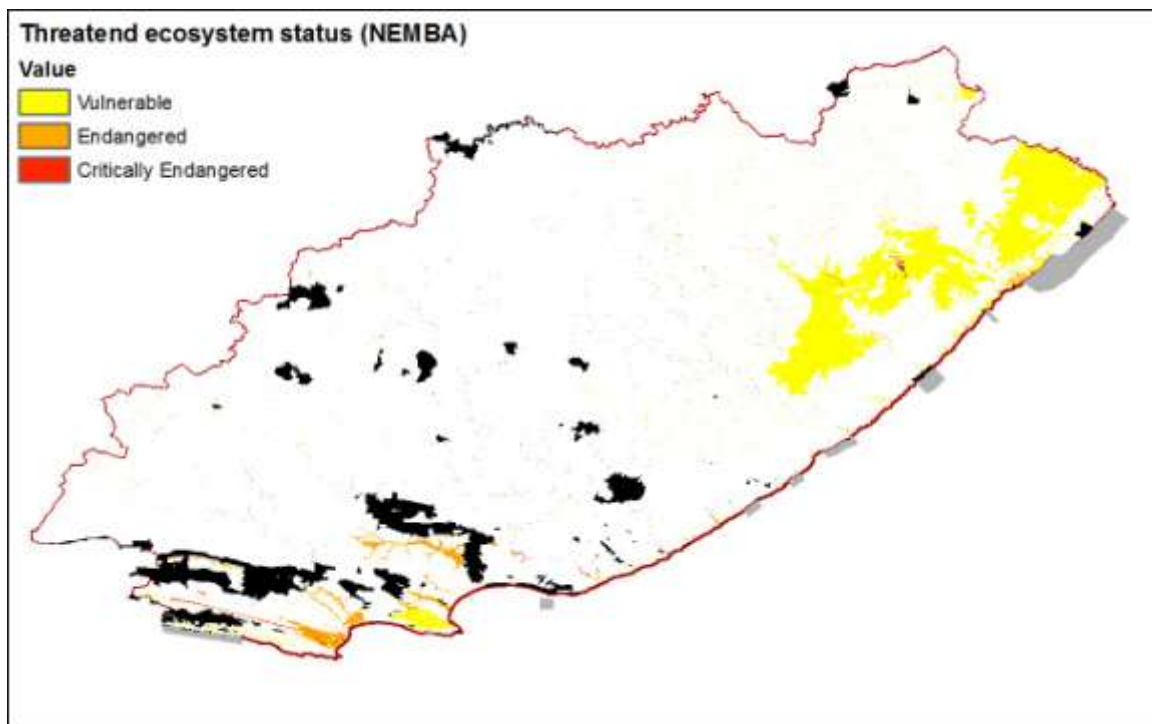 Threatend ecosystem status (NEMBA)
Value
Vulnerable
Endangered
Critically Endangered